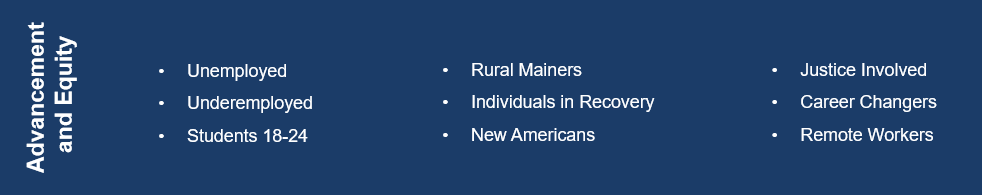 Advancement
and Equity
• Unemployed
• Underemployed
• Students 18-24
• Rural Mainers
• Individuals in Recovery
• New Americans
• Justice Involved
• Career Changers
• Remote Workers